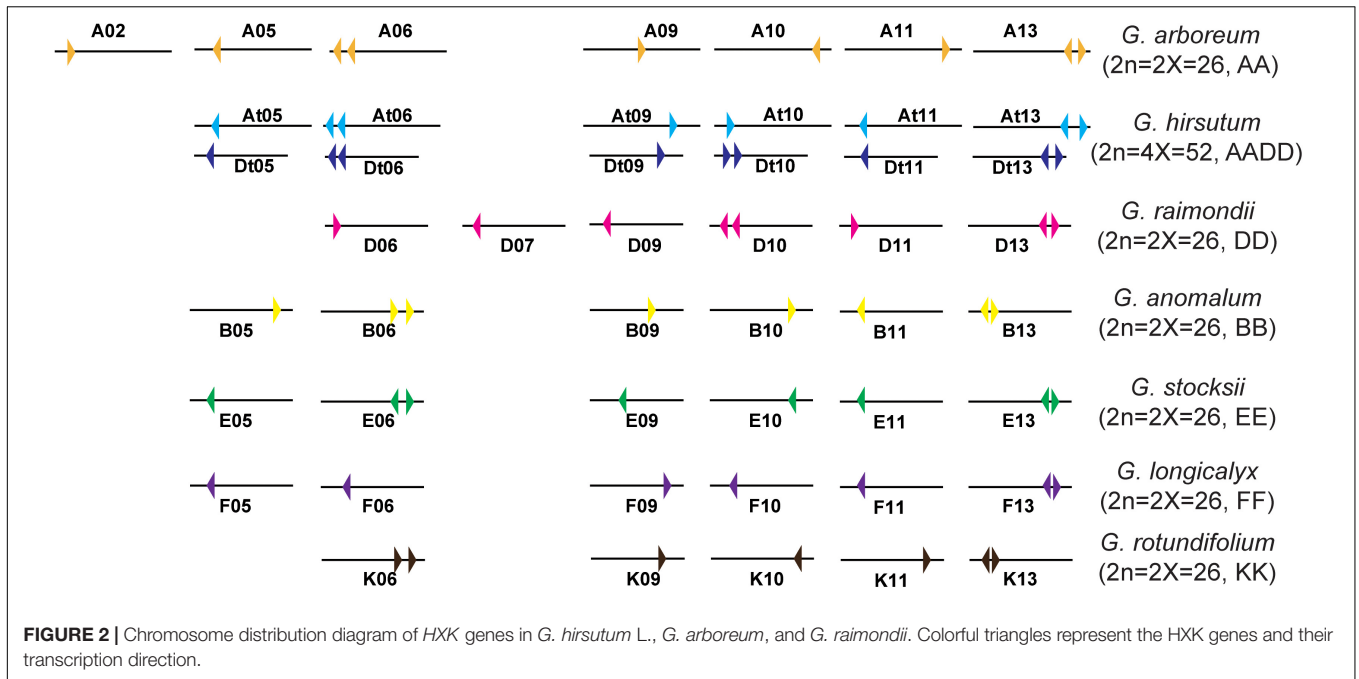 A02 A05 A06 A09 A10 A11 A13 G. arboreum
(2n=2X=26, AA)
At05 At06 At09 At10 At11 At13 G. hirsutum
(2n=4X=52, AADD)
Dt05 Dt06 Dt09 Dt10 Dt11 Dt13
G. raimondii
(2n=2X=26, DD)
D06 D07 D09 D10 D11 D13
G. anomalum
(2n=2X=26, BB)
B05 B06 B09 B10 B11 B13
G. stocksii
(2n=2X=26, EE)
E05 E06 E09 E10 E11 E13
G. longicalyx
(2n=2X=26, FF)
F05 F06 F09 F10 F11 F13
G. rotundifolium
(2n=2X=26, KK)
K06 K09 K10 K11 K13
FIGURE 2 | Chromosome distribution diagram of HXK genes in G. hirsutum L., G. arboreum, and G. raimondii. Colorful triangles represent the HXK genes and their
transcription direction.